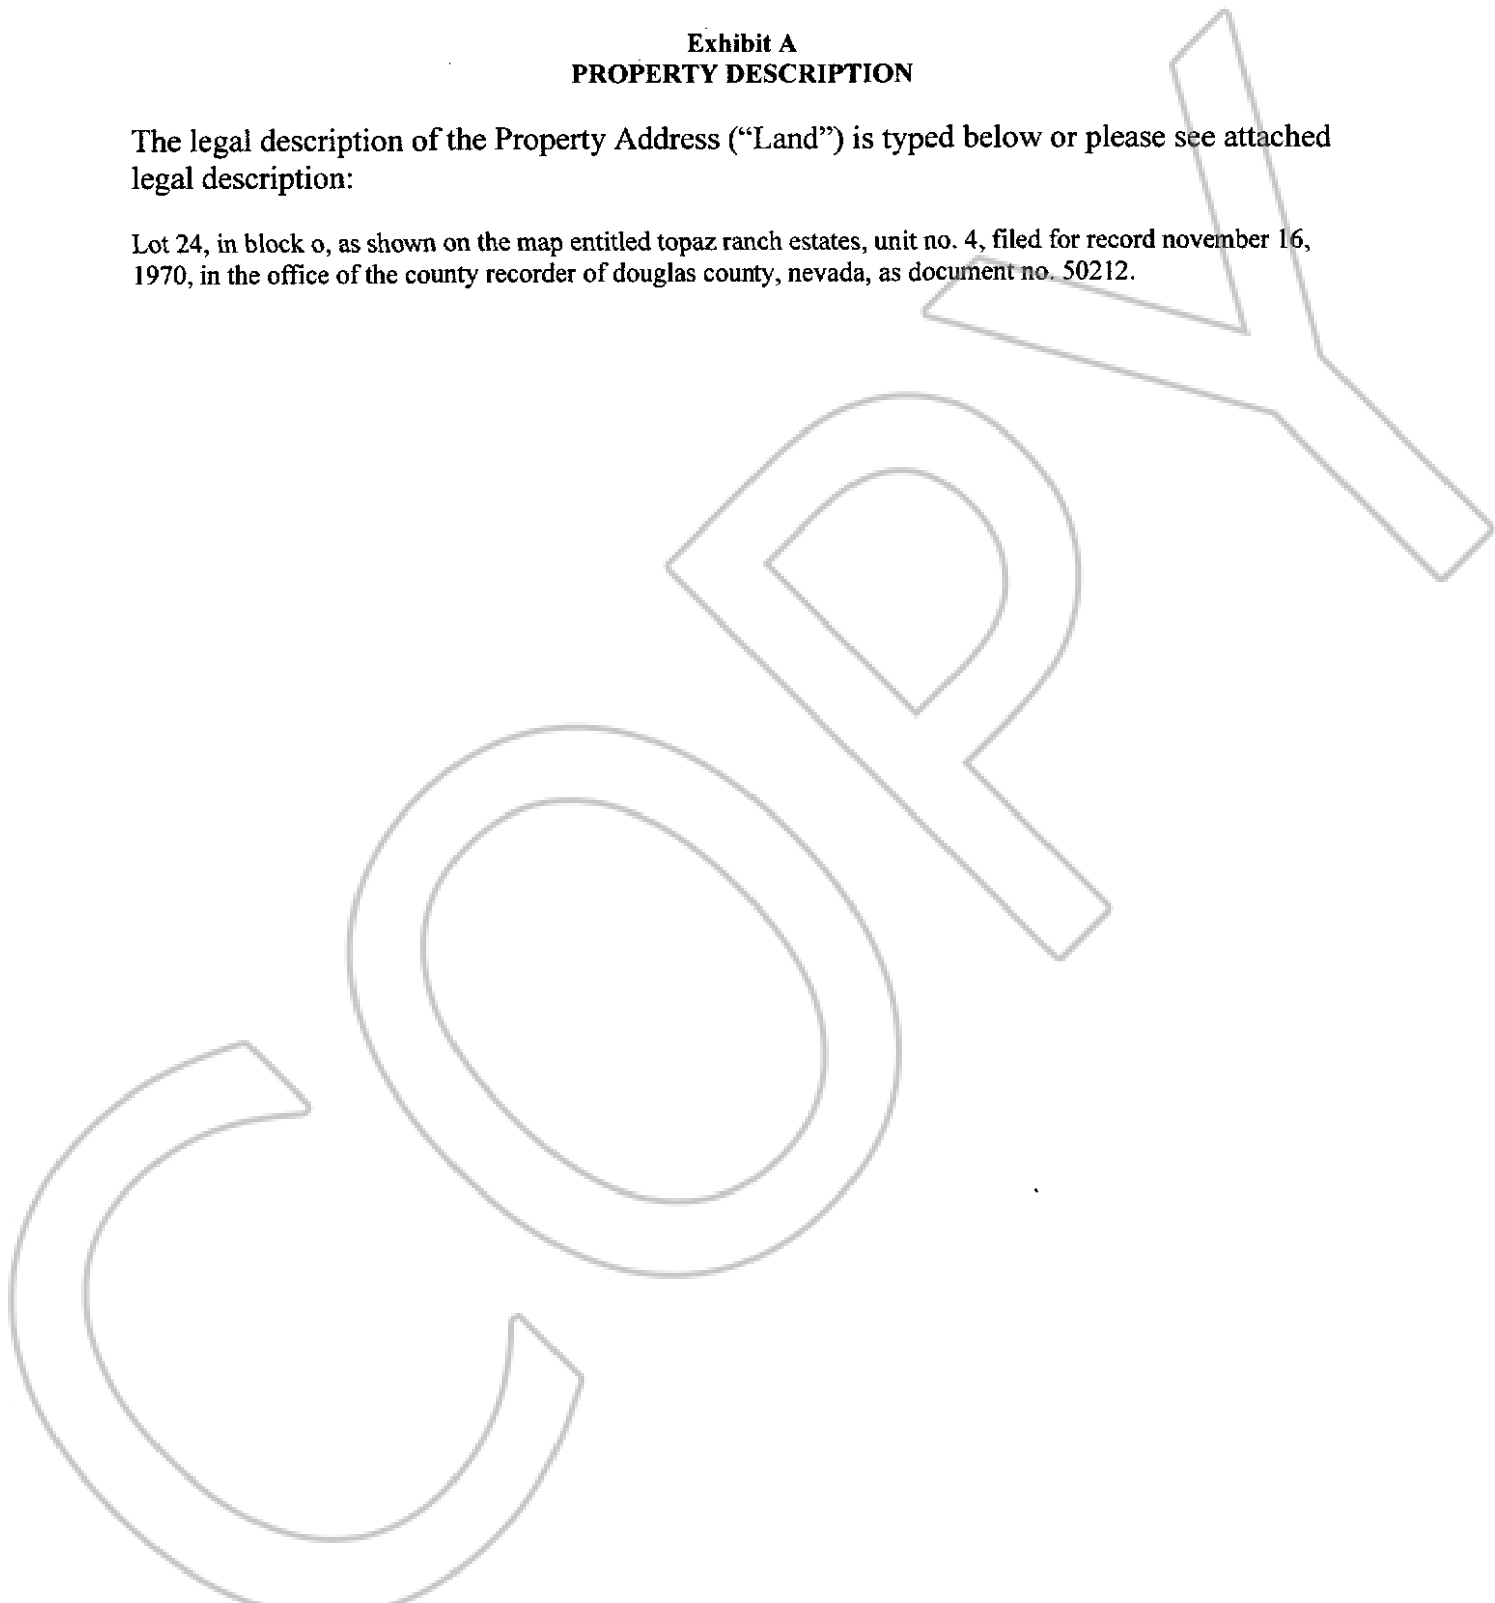 Exhibit A
PROPERTY DESCRIPTION
The legal description of the Property Address (“Land”) is typed below or please see attached
legal description:
Lot 24, in block o, as shown on the map entitled topaz ranch estates, unit no. 4, filed for record november 16,
1970, in the office of the county recorder of douglas county, nevada, as document no. 50212.
COPY